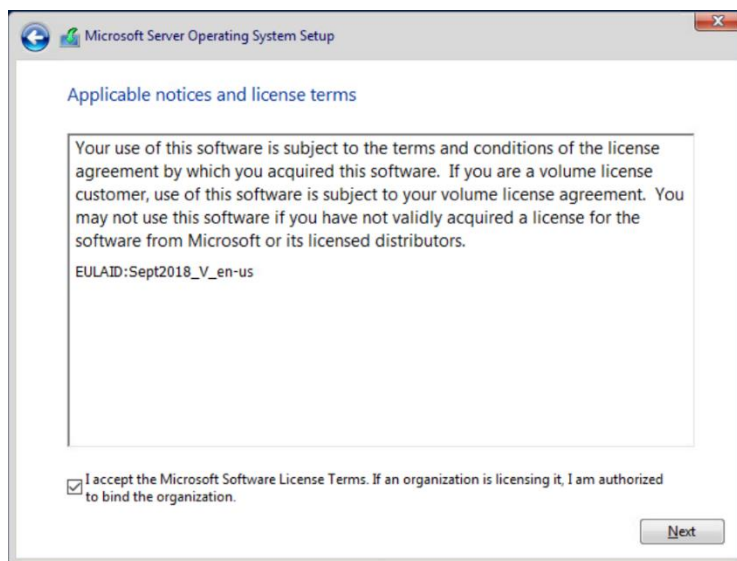 Microsoft Server Operating System Setup
Applicable notices and license terms
Your use of this software is subject to the terms and conditions of the license
agreement by which you acquired this software.  If you are a volume license
customer, use of this software is subject to your volume license agreement.  You
may not use this software if you have not validly acquired a license for the
software from Microsoft or its licensed distributors.
EULAID:Sept2018_V_en-us
I accept the Microsoft Software License Terms. If an organization is licensing it, I am authorized
to bind the organization.
Next